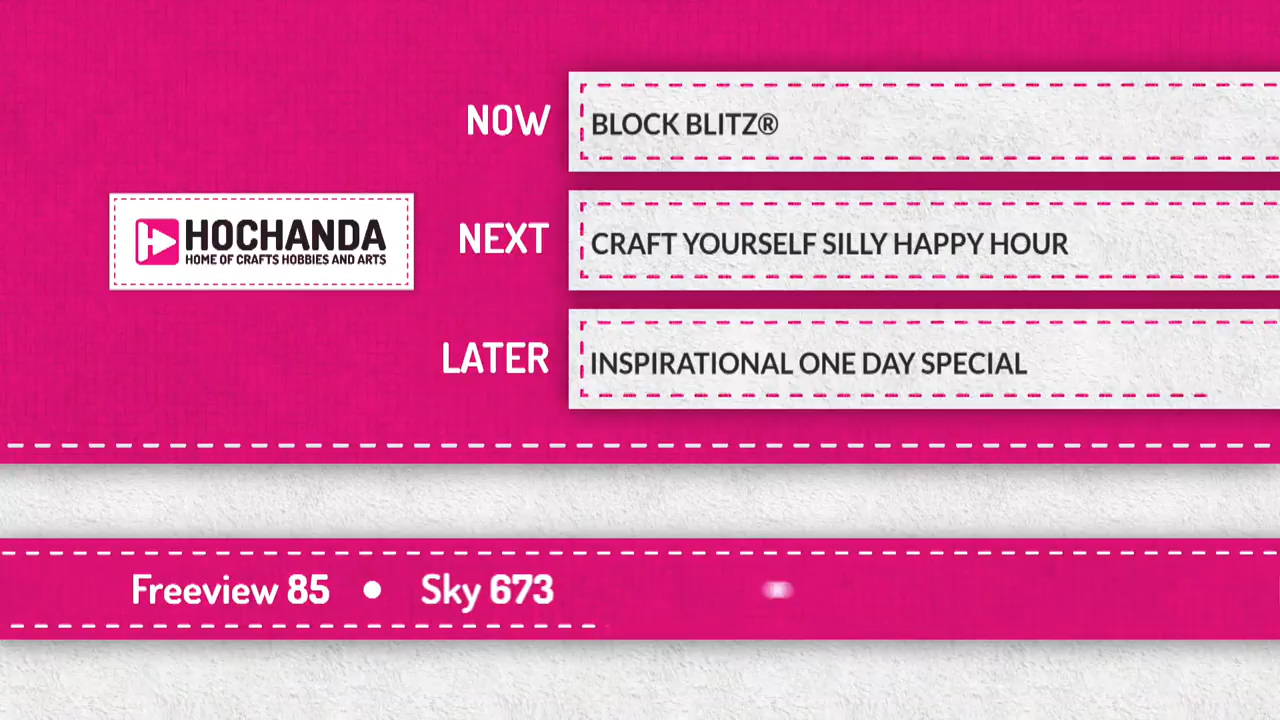 NOW
BLOCK BLITZ®
HOCHANDA
HOME OF CRAFTS HOBBIES AND ARTS
NEXT
CRAFT YOURSELF SILLY HAPPY HOUR
LATER
INSPIRATIONAL ONE DAY SPECIAL
Freeview 85 • Sky 673